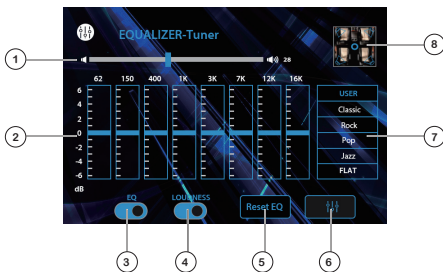 EQUALIZER-Tuner
8
1
28
62 150 400 1K 3K 7K 12K 16K
6
4
2
0
-2
-4
-6
dB
2
USER
Classic
Rock
Pop
Jazz
FLAT
7
EQ
LOUDNESS
Reset EQ
3
4
5
6